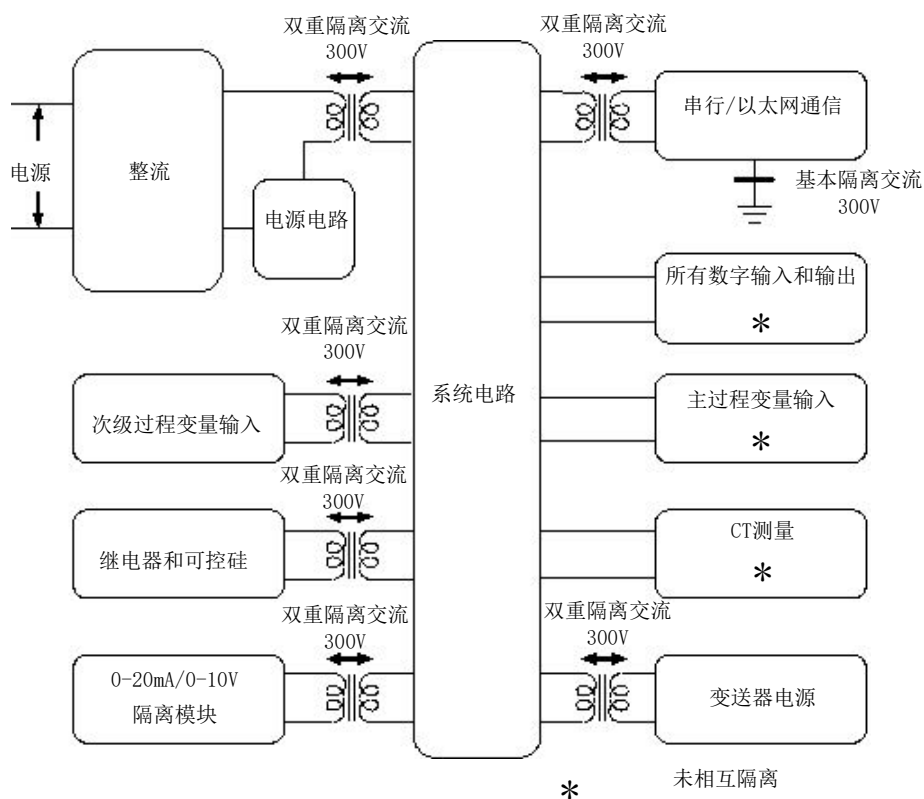 双重隔离交流
300V
双重隔离交流
300V
电源
整流
电源电路
串行/以太网通信
基本隔离交流
300V
所有数字输入和输出
*
双重隔离交流
300V
系统电路
次级过程变量输入
主过程变量输入
*
双重隔离交流
300V
继电器和可控硅
CT测量
*
双重隔离交流
300V
双重隔离交流
300V
0-20mA/0-10V
隔离模块
变送器电源
* 未相互隔离